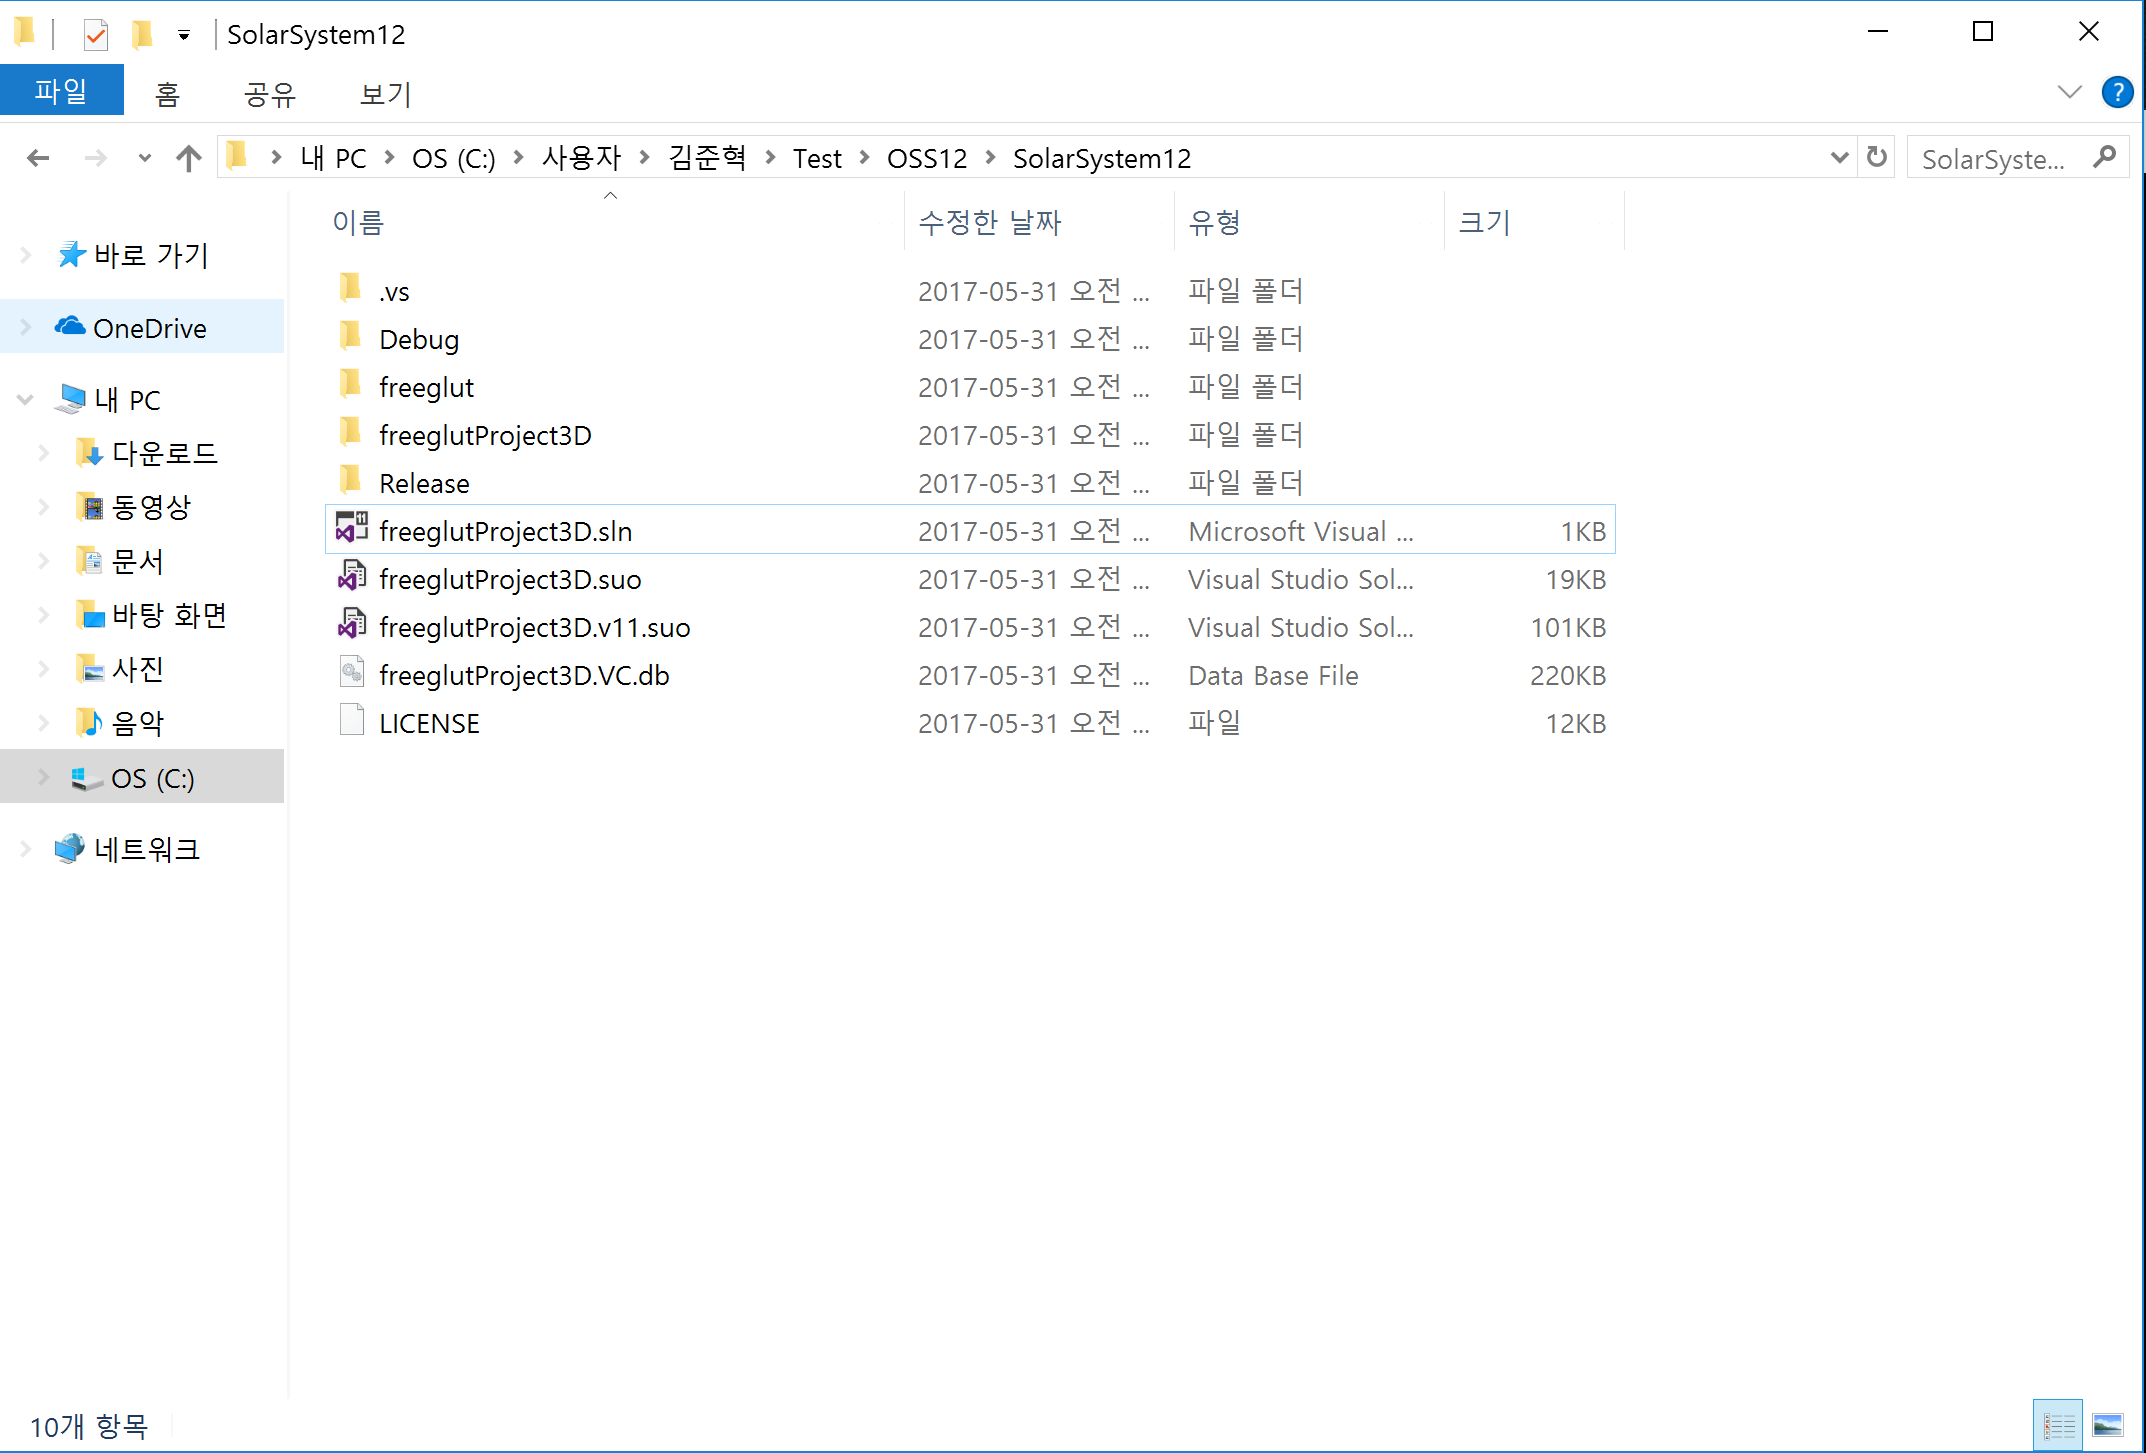 SolarSystem12
파일 홈 공유 보기
내 PC OS (C:) 사용자 김준혁 Test OSS12 SolarSystem12 SolarSyste...
이름 수정한 날짜 유형 크기
바로 가기
OneDrive
내 PC
다운로드
동영상
문서
바탕 화면
사진
음악
OS (C:)
네트워크
.vs 2017-05-31 오전 ... 파일 폴더
Debug 2017-05-31 오전 ... 파일 폴더
freeglut 2017-05-31 오전 ... 파일 폴더
freeglutProject3D 2017-05-31 오전 ... 파일 폴더
Release 2017-05-31 오전 ... 파일 폴더
freeglutProject3D.sln 2017-05-31 오전 ... Microsoft Visual ... 1KB
freeglutProject3D.suo 2017-05-31 오전 ... Visual Studio Sol... 19KB
freeglutProject3D.v11.suo 2017-05-31 오전 ... Visual Studio Sol... 101KB
freeglutProject3D.VC.db 2017-05-31 오전 ... Data Base File 220KB
LICENSE 2017-05-31 오전 ... 파일 12KB
10개 항목